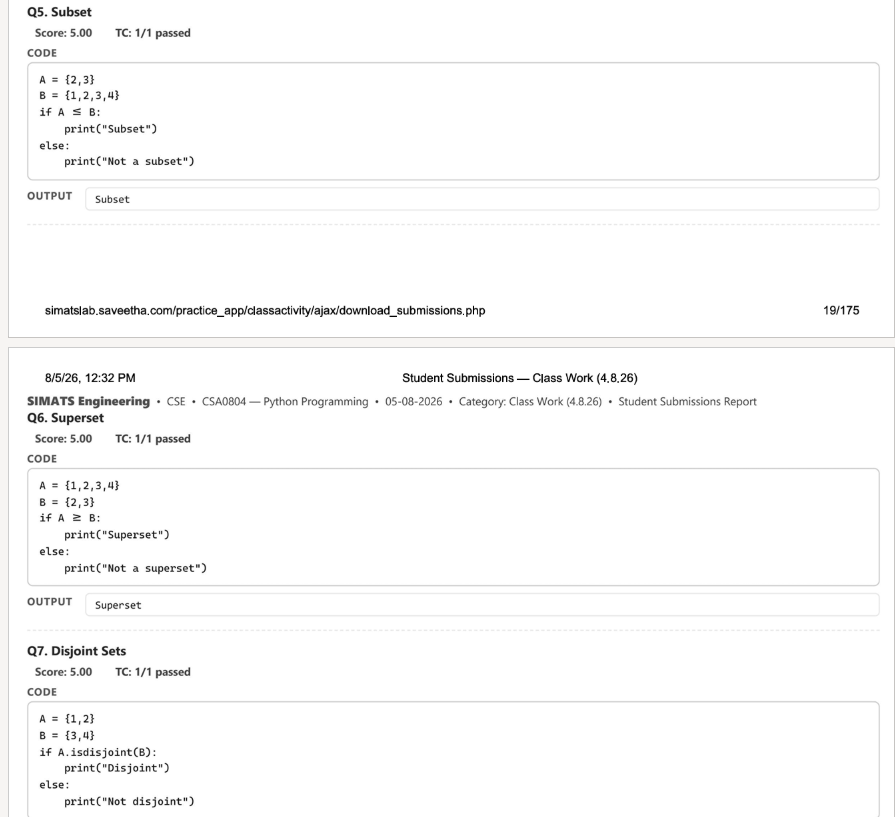 Q5. Subset
Score: 5.00 TC: 1/1 passed
CODE
A = {2,3}
B = {1,2,3,4}
if A ≤ B:
    print("Subset")
else:
    print("Not a subset")
OUTPUT Subset
simatslab.saveetha.com/practice_app/classactivity/ajax/download_submissions.php 19/175
8/5/26, 12:32 PM Student Submissions — Class Work (4.8.26)
SIMATS Engineering • CSE • CSA0804 — Python Programming • 05-08-2026 • Category: Class Work (4.8.26) • Student Submissions Report
Q6. Superset
Score: 5.00 TC: 1/1 passed
CODE
A = {1,2,3,4}
B = {2,3}
if A ≥ B:
    print("Superset")
else:
    print("Not a superset")
OUTPUT Superset
Q7. Disjoint Sets
Score: 5.00 TC: 1/1 passed
CODE
A = {1,2}
B = {3,4}
if A.isdisjoint(B):
    print("Disjoint")
else:
    print("Not disjoint")